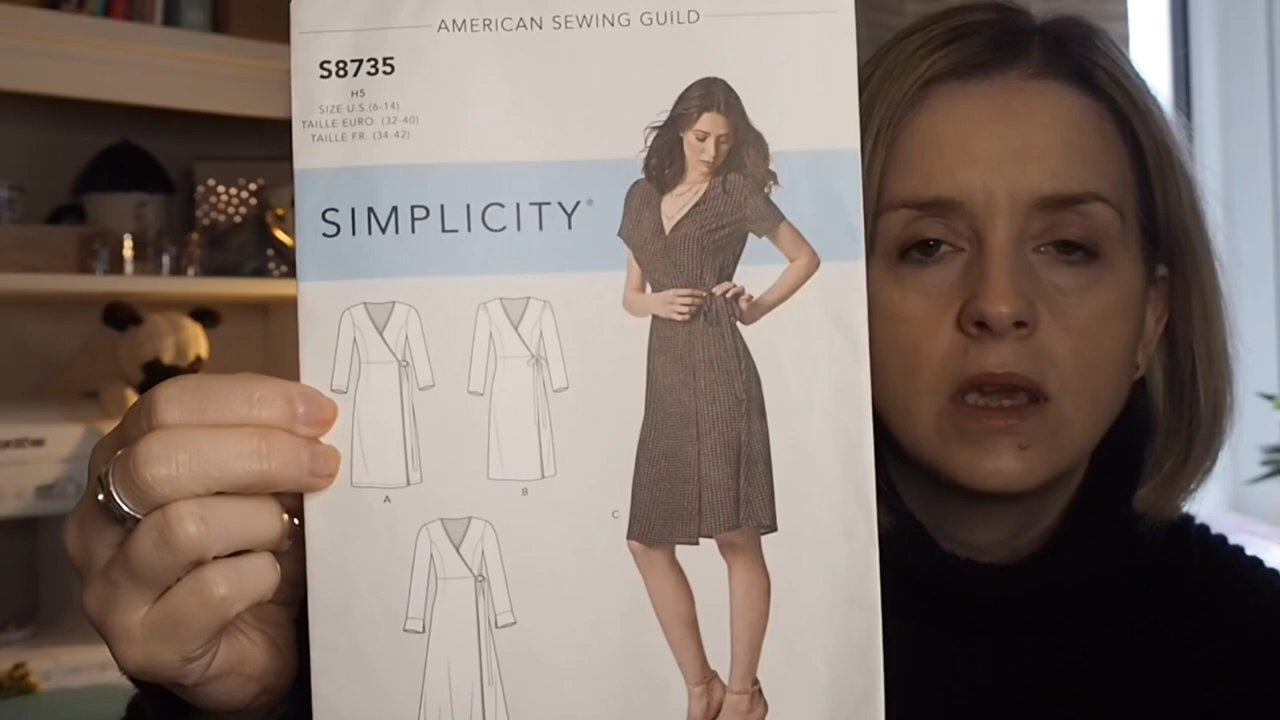 AMERICAN SEWING GUILD
S8735
H5
SIZE U.S.(6-14)
TAILLE EURO. (32-40)
TAILLE FR. (34-42)
SIMPLICITY®
A
B
C